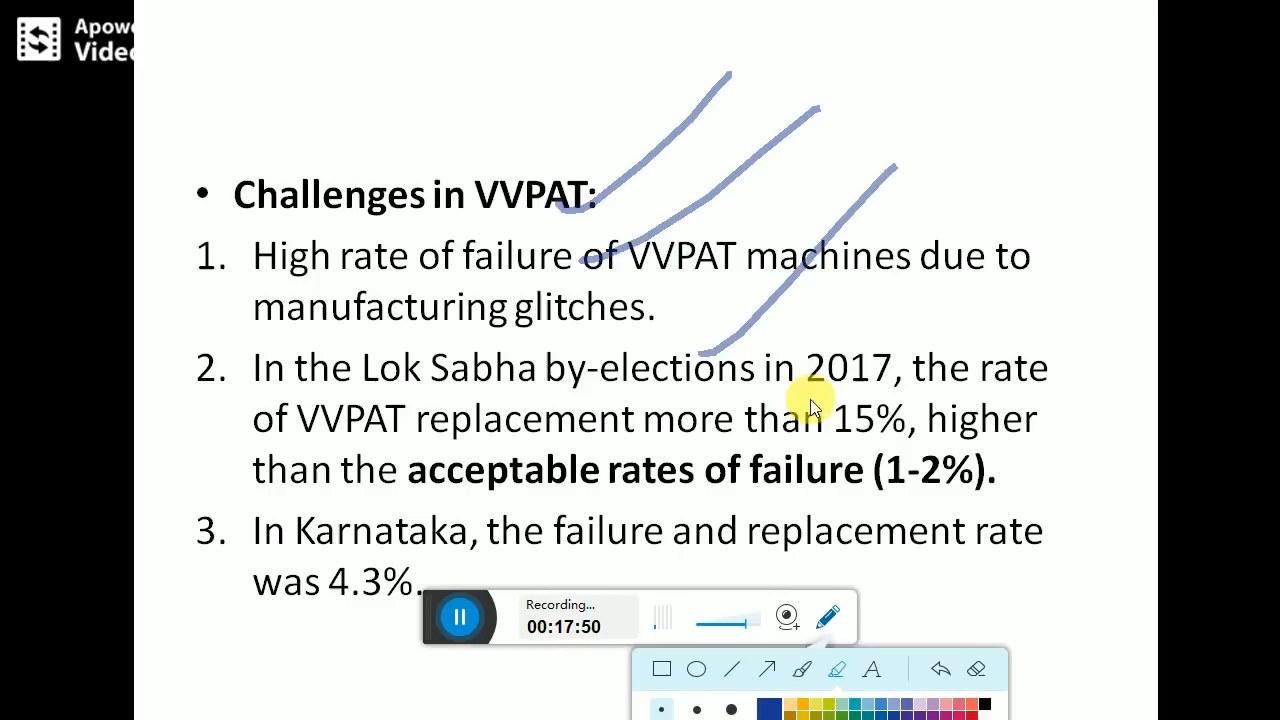 Apowe
Video
• Challenges in VVPAT:
1. High rate of failure of VVPAT machines due to
manufacturing glitches.
2. In the Lok Sabha by-elections in 2017, the rate
of VVPAT replacement more than 15%, higher
than the acceptable rates of failure (1-2%).
3. In Karnataka, the failure and replacement rate
was 4.3%.
Recording...
00:17:50
A